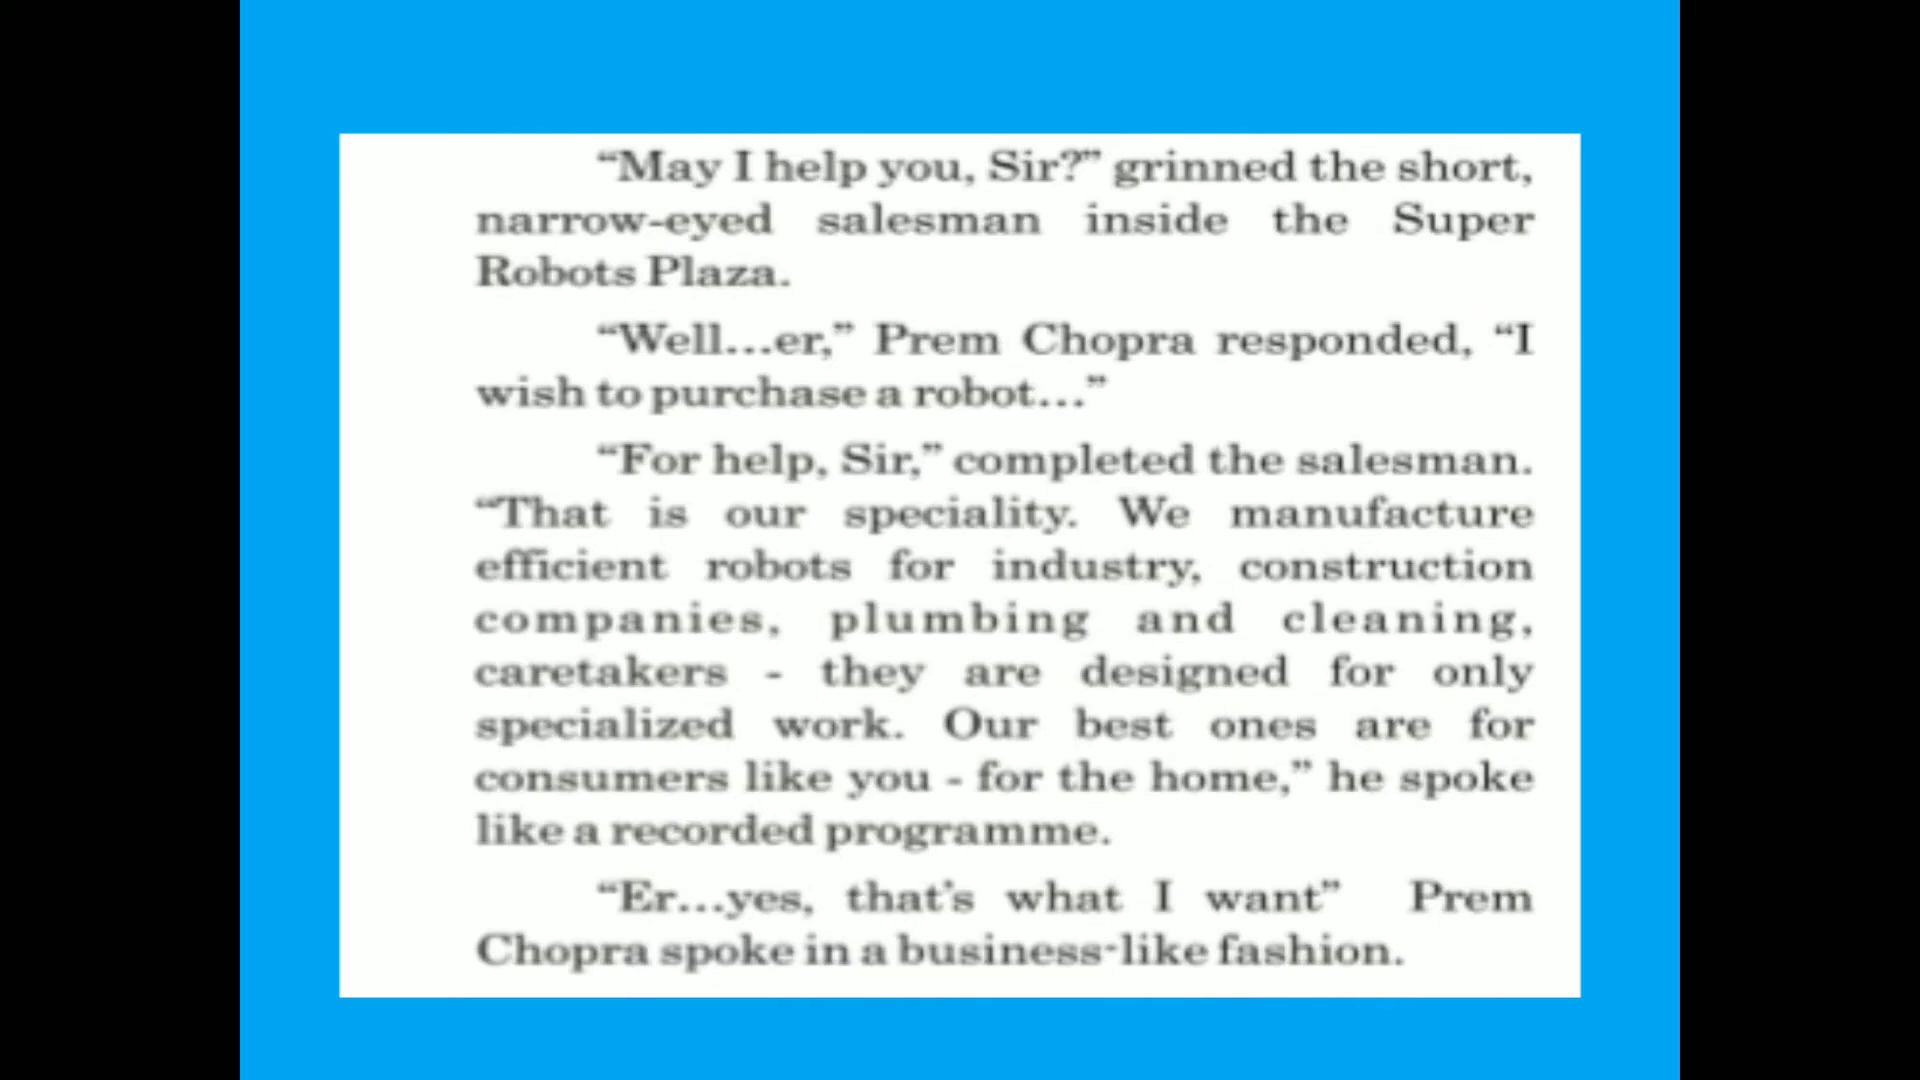 “May I help you, Sir?” grinned the short,
narrow-eyed salesman inside the Super
Robots Plaza.
“Well...er,” Prem Chopra responded, “I
wish to purchase a robot...”
“For help, Sir,” completed the salesman.
“That is our speciality. We manufacture
efficient robots for industry, construction
companies, plumbing and cleaning,
caretakers - they are designed for only
specialized work. Our best ones are for
consumers like you - for the home,” he spoke
like a recorded programme.
“Er...yes, that’s what I want” Prem
Chopra spoke in a business-like fashion.